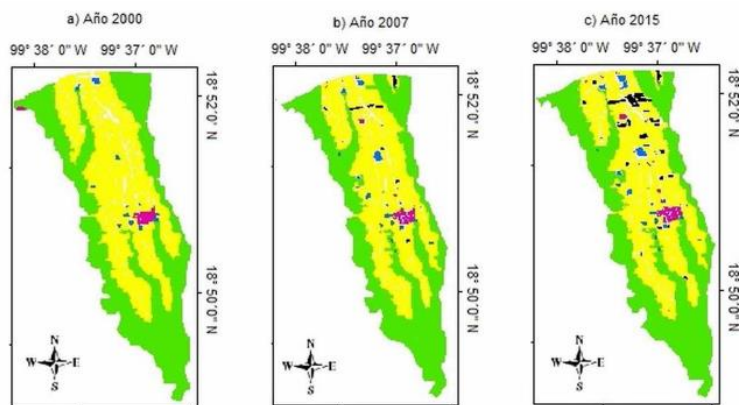 a) Año 2000
99° 38´ 0¨ W 99° 37´ 0¨ W
18° 52´ 0¨ N
18° 50´ 0¨ N
N
W E
S
b) Año 2007
99° 38´ 0¨ W 99° 37´ 0¨ W
18° 52´ 0¨ N
18° 50´ 0¨ N
N
W E
S
c) Año 2015
99° 38´ 0¨ W 99° 37´ 0¨ W
18° 52´ 0¨ N
18° 50´ 0¨ N
N
W E
S